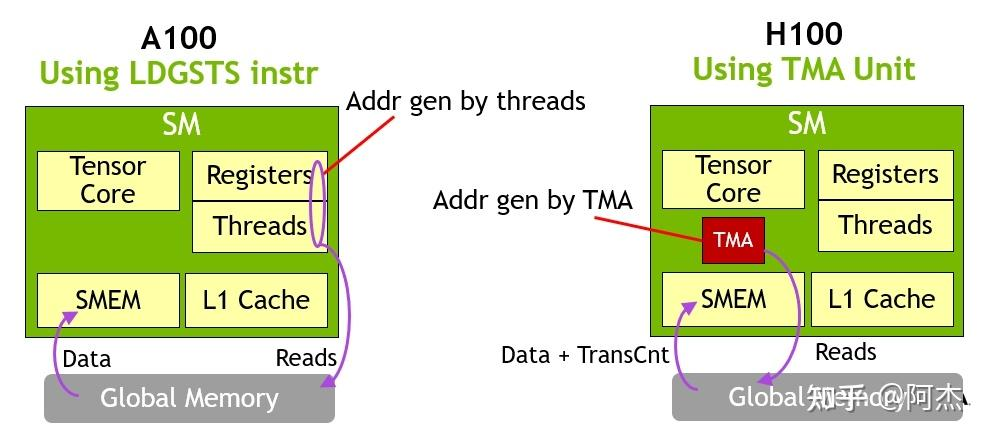 A100
Using LDGSTS instr
Addr gen by threads
SM
Tensor
Core
Registers
Threads
SMEM
L1 Cache
Data
Reads
Global Memory
H100
Using TMA Unit
Addr gen by TMA
SM
Tensor
Core
Registers
Threads
TMA
SMEM
L1 Cache
Data + TransCnt
Reads
Global Memory
知乎 @阿杰